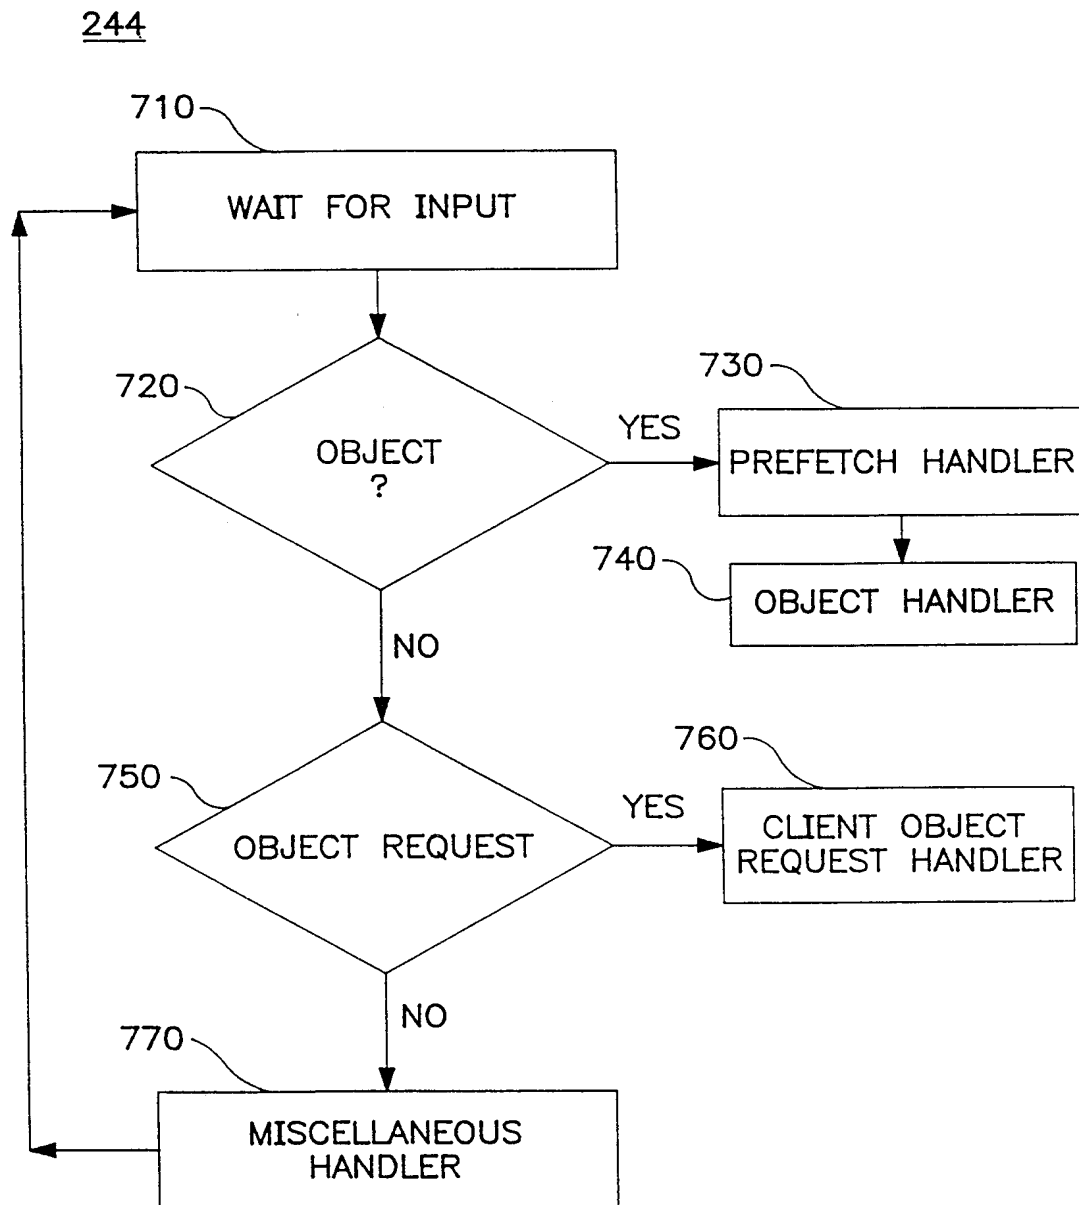 244
710
WAIT FOR INPUT
720
OBJECT
?
YES
730
PREFETCH HANDLER
740
OBJECT HANDLER
NO
750
OBJECT REQUEST
YES
760
CLIENT OBJECT
REQUEST HANDLER
NO
770
MISCELLANEOUS
HANDLER